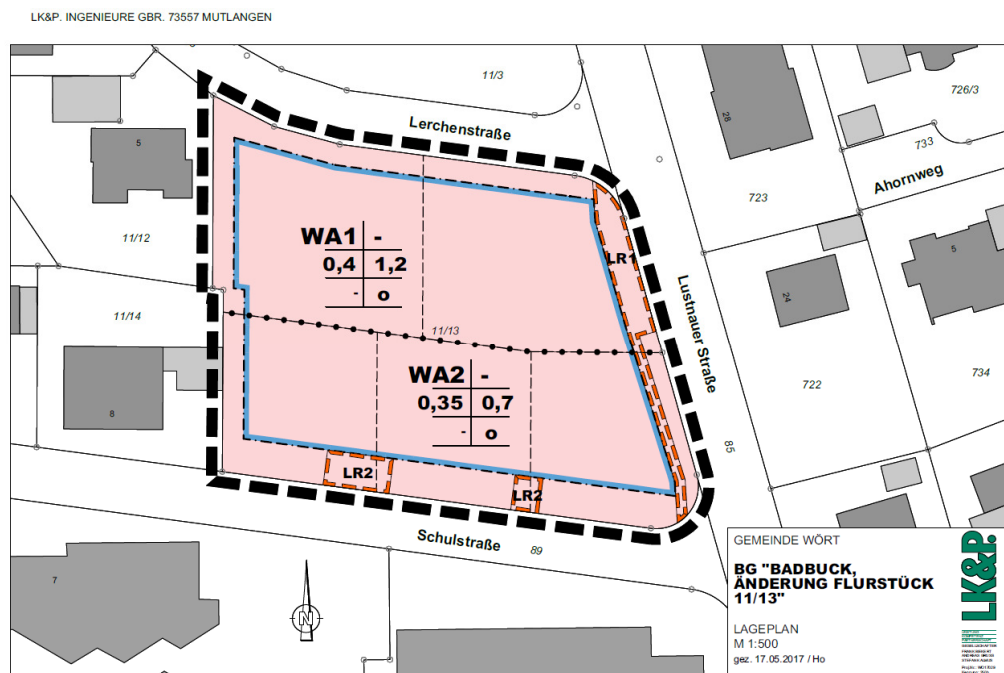 LK&P. INGENIEURE GBR. 73557 MUTLANGEN
11/3
726/3
Lerchenstraße
28
5
733
Ahornweg
723
11/12
WA1 -
0,4 1,2
- o
LR1
5
24
Lustnauer Straße
11/14
11/13
WA2 -
0,35 0,7
- o
722
734
8
LR2
LR2
85
Schulstraße
89
7
N
GEMEINDE WÖRT
BG "BADBUCK,
ÄNDERUNG FLURSTÜCK
11/13"
LAGEPLAN
M 1:500
gez. 17.05.2017 / Ho
LK&P.